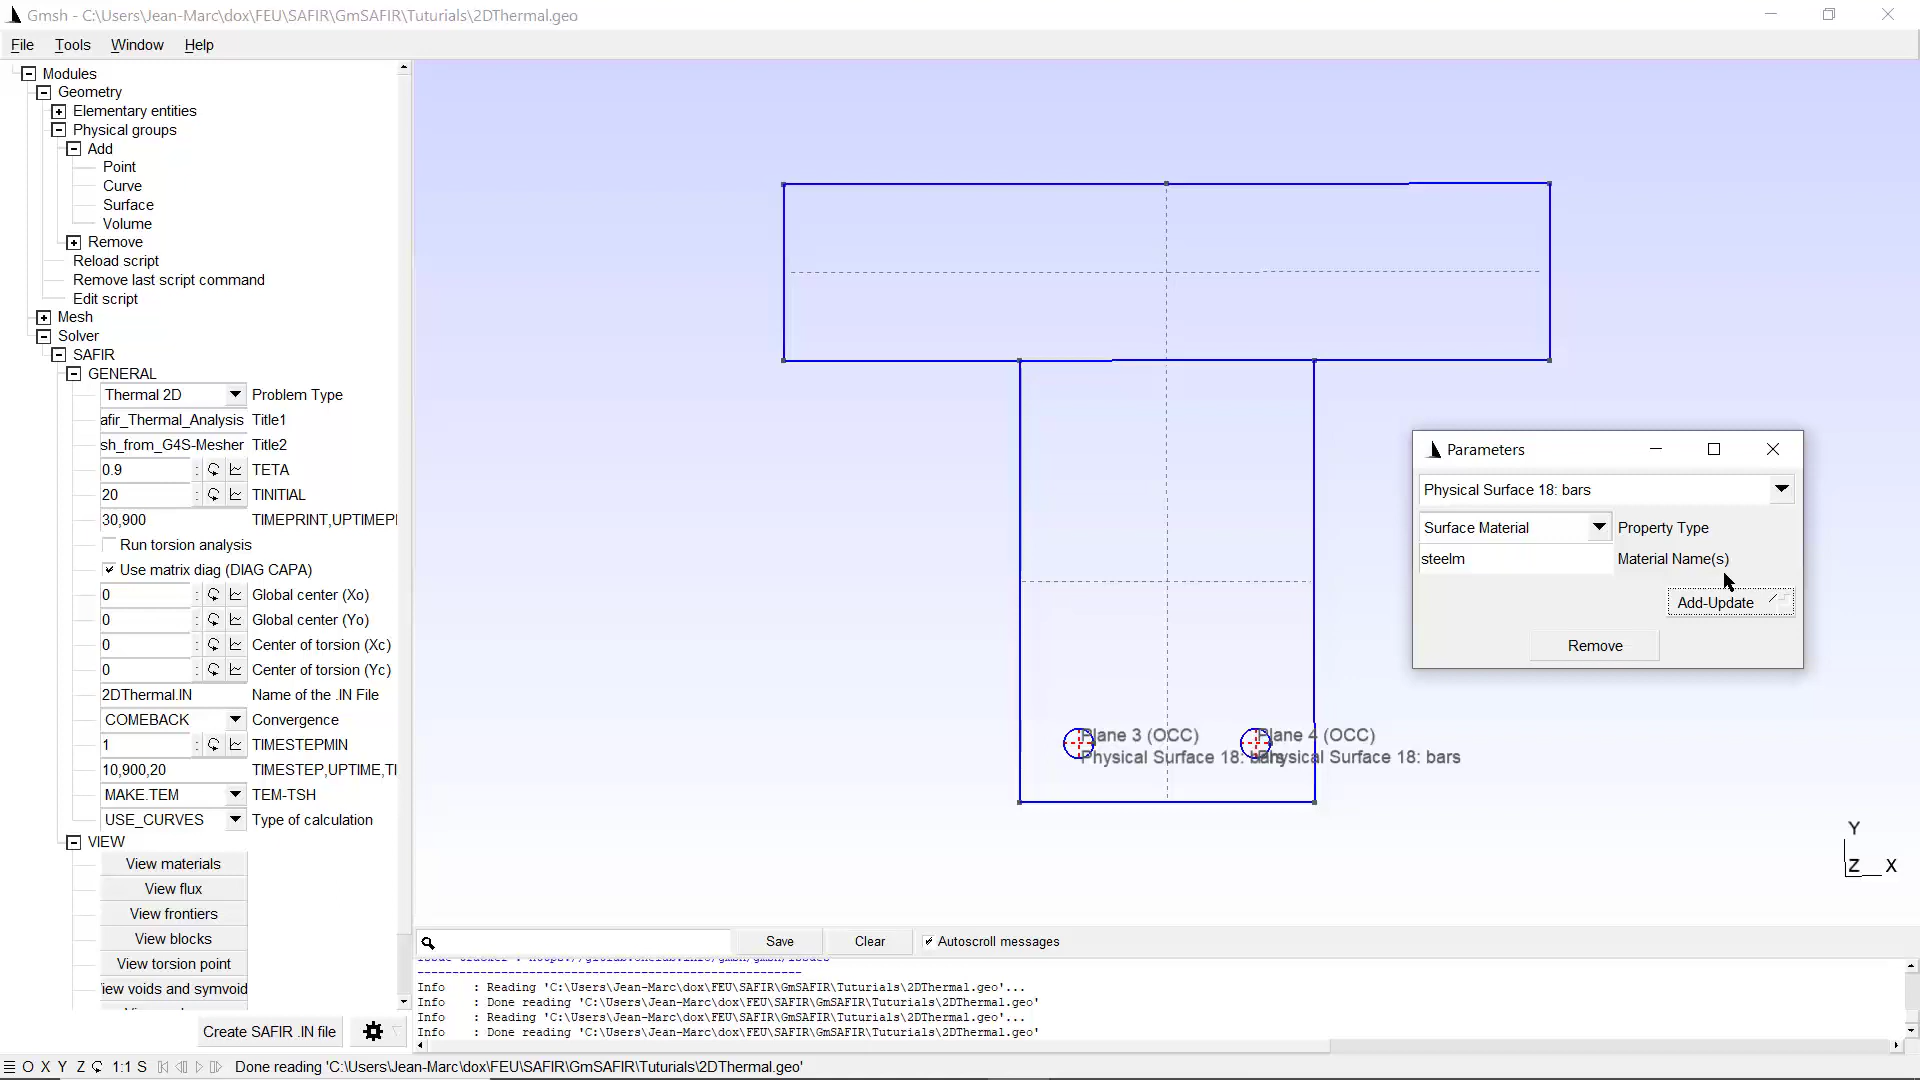 Gmsh - C:\Users\Jean-Marc\dox\FEU\SAFIR\GmSAFIR\Tuturials\2DThermal.geo
File Tools Window Help
Modules
Geometry
Elementary entities
Physical groups
Add
Point
Curve
Surface
Volume
Remove
Reload script
Remove last script command
Edit script
Mesh
Solver
SAFIR
GENERAL
Thermal 2D Problem Type
afir_Thermal_Analysis Title1
sh_from_G4S-Mesher Title2
0.9 : TETA
20 : TINITIAL
30,900 TIMEPRINT,UPTIMEPI
Run torsion analysis
Use matrix diag (DIAG CAPA)
0 : Global center (Xo)
0 : Global center (Yo)
0 : Center of torsion (Xc)
0 : Center of torsion (Yc)
2DThermal.IN Name of the .IN File
COMEBACK Convergence
1 : TIMESTEPMIN
10,900,20 TIMESTEP,UPTIME,TI
MAKE.TEM TEM-TSH
USE_CURVES Type of calculation
VIEW
View materials
View flux
View frontiers
View blocks
View torsion point
iew voids and symvoid
Create SAFIR .IN file
Parameters
Physical Surface 18: bars
Surface Material Property Type
steelm Material Name(s)
Add-Update
Remove
Plane 3 (OCC) Plane 4 (OCC)
Physical Surface 18: bars Physical Surface 18: bars
Y
Z X
Save Clear Autoscroll messages
Info : Reading 'C:\Users\Jean-Marc\dox\FEU\SAFIR\GmSAFIR\Tuturials\2DThermal.geo'...
Info : Done reading 'C:\Users\Jean-Marc\dox\FEU\SAFIR\GmSAFIR\Tuturials\2DThermal.geo'
Info : Reading 'C:\Users\Jean-Marc\dox\FEU\SAFIR\GmSAFIR\Tuturials\2DThermal.geo'...
Info : Done reading 'C:\Users\Jean-Marc\dox\FEU\SAFIR\GmSAFIR\Tuturials\2DThermal.geo'
O X Y Z 1:1 S Done reading 'C:\Users\Jean-Marc\dox\FEU\SAFIR\GmSAFIR\Tuturials\2DThermal.geo'